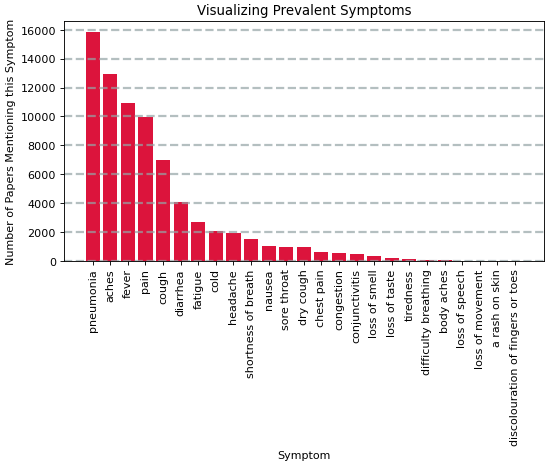 Visualizing Prevalent Symptoms
Number of Papers Mentioning this Symptom
16000
14000
12000
10000
8000
6000
4000
2000
0
pneumonia
aches
fever
pain
cough
diarrhea
fatigue
cold
headache
shortness of breath
nausea
sore throat
dry cough
chest pain
congestion
conjunctivitis
loss of smell
loss of taste
tiredness
difficulty breathing
body aches
loss of speech
loss of movement
a rash on skin
discolouration of fingers or toes
Symptom